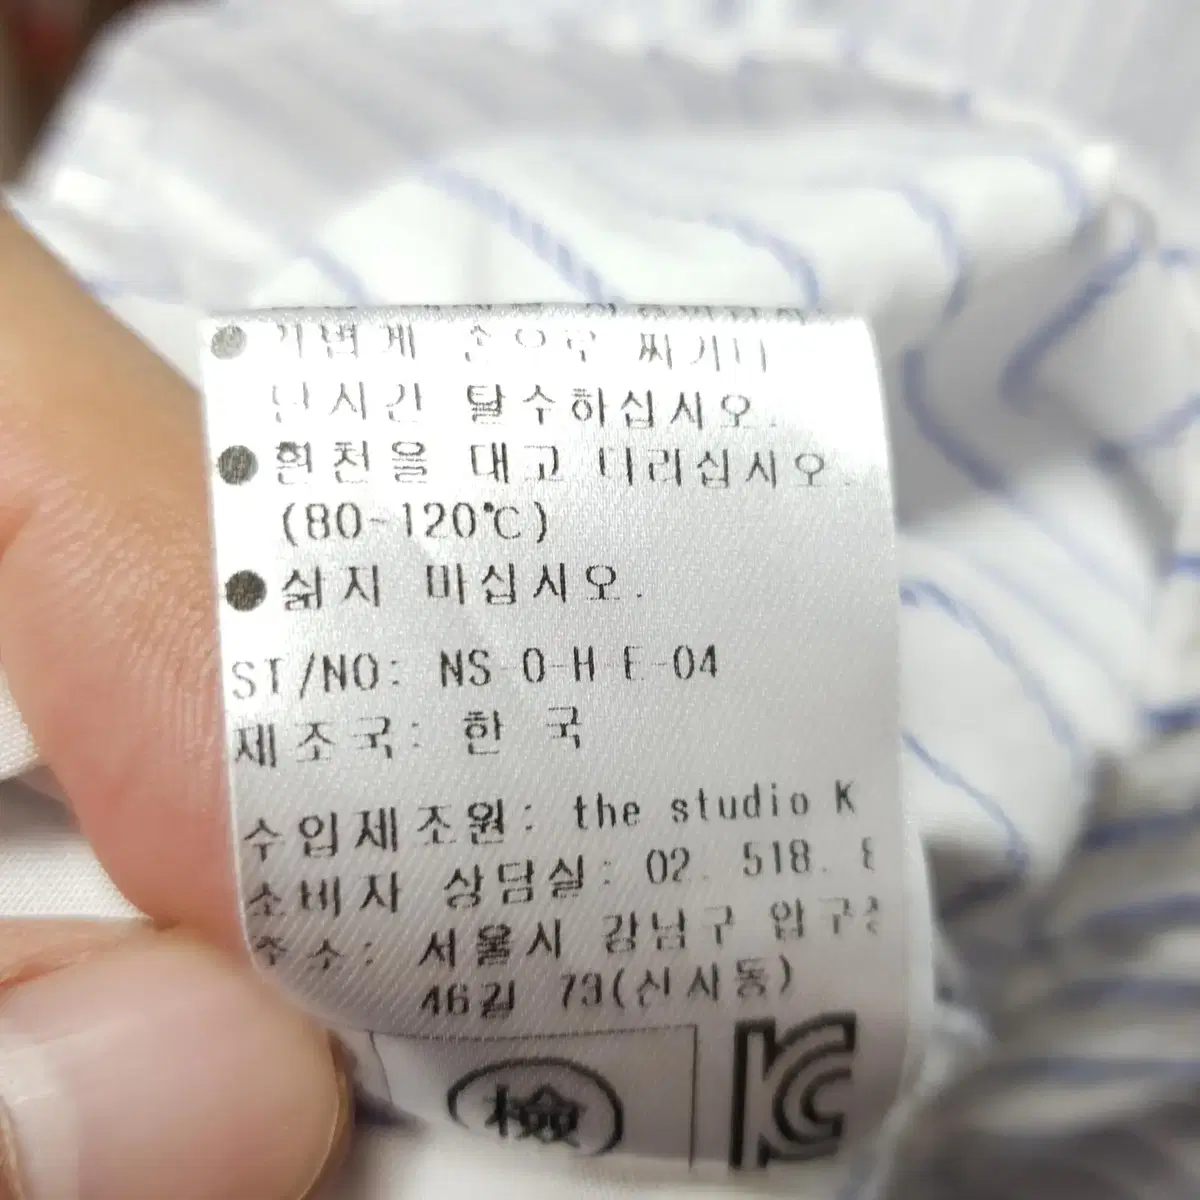 ● 가볍게 손으로 짜거나
단시간 탈수하십시오.
● 헝천을 대고 다리십시오.
(80~120℃)
● 삶지 마십시오.
ST/NO: NS-O-H-E-04
제조국: 한 국
수입제조원: the studio K
소비자 상담실: 02. 518.
주소: 서울시 강남구 압구
46길 73(신사동)
檢